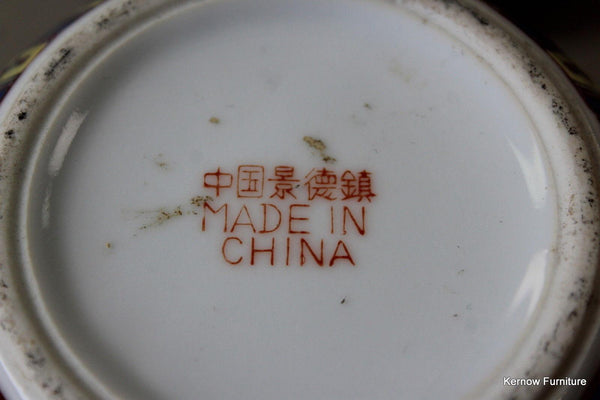 中国景德鎮
MADE IN
CHINA
Kernow Furniture